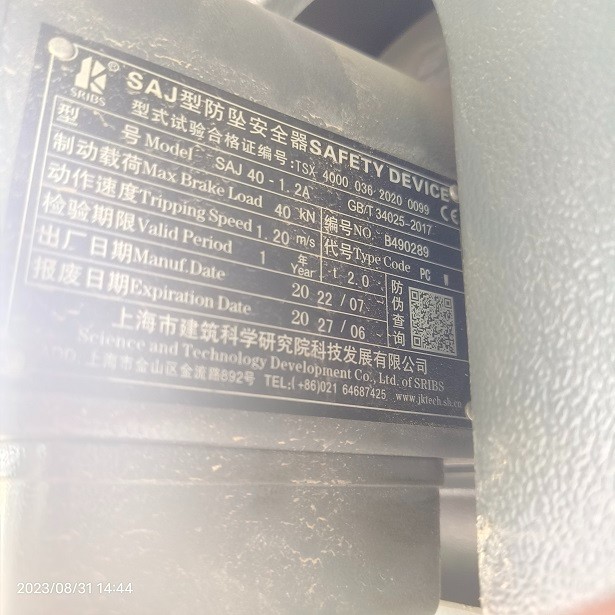 SRIBS
SAJ型防坠安全器SAFETY DEVICE
型式试验合格证编号:TSX 4000 036 2020 0099
GB/T 34025-2017
CE
型 号 Model SAJ 40-1.2A 编号NO. B490289
制动载荷Max Brake Load 40 kN 代号Type Code PC
动作速度Tripping Speed 1.20 m/s t 2.0
检验期限Valid Period 1 年 Year
出厂日期Manuf.Date 20 22/07
报废日期Expiration Date 20 27/06
防伪查询
上海市建筑科学研究院科技发展有限公司
Science and Technology Development Co., Ltd. of SRIBS
上海市金山区金流路892号 TEL:(+86)021 64687425 www.jktech.sh.cn
2023/08/31 14:44